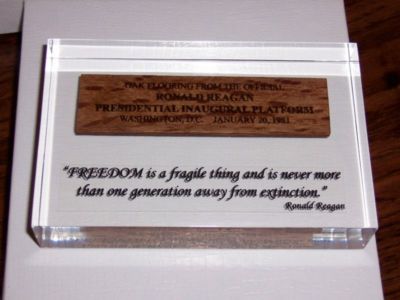 OAK FLOORING FROM THE OFFICIAL
RONALD REAGAN
PRESIDENTIAL INAUGURAL PLATFORM
WASHINGTON, D.C. JANUARY 20, 1981
"FREEDOM is a fragile thing and is never more
than one generation away from extinction."
Ronald Reagan